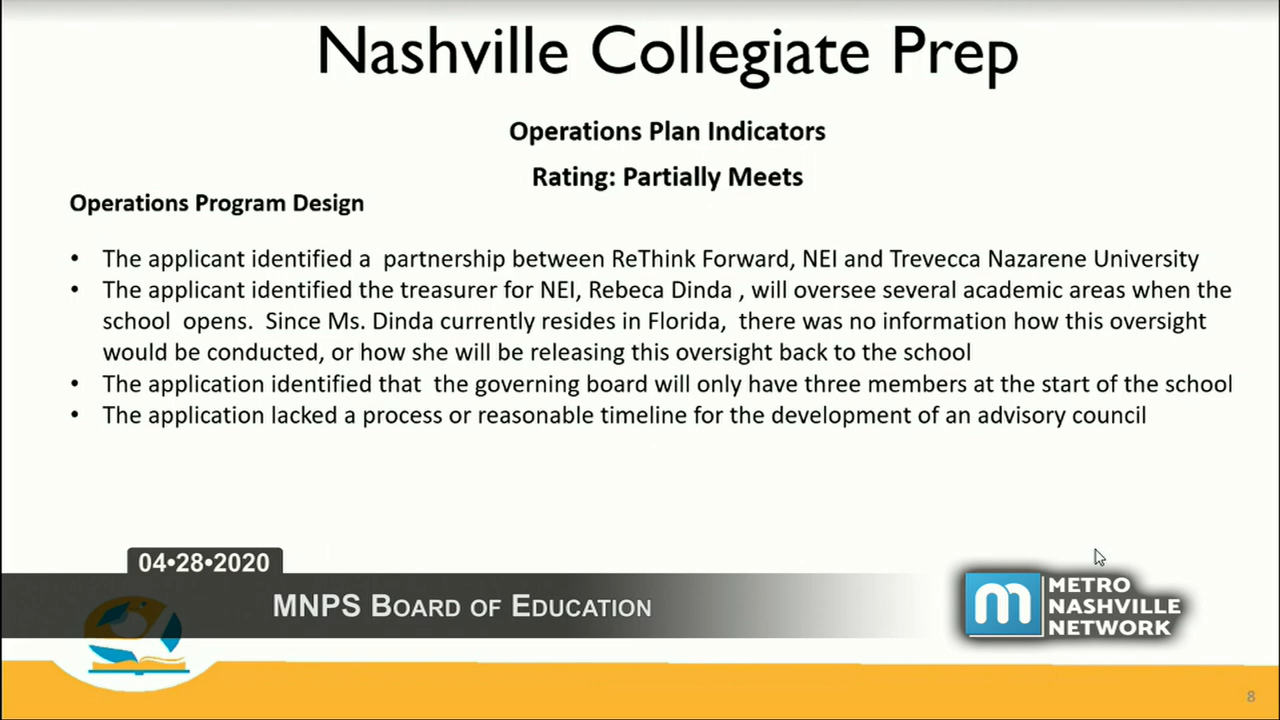 Nashville Collegiate Prep
Operations Plan Indicators
Rating: Partially Meets
Operations Program Design
• The applicant identified a partnership between ReThink Forward, NEI and Trevecca Nazarene University
• The applicant identified the treasurer for NEI, Rebeca Dinda , will oversee several academic areas when the
school opens. Since Ms. Dinda currently resides in Florida, there was no information how this oversight
would be conducted, or how she will be releasing this oversight back to the school
• The application identified that the governing board will only have three members at the start of the school
• The application lacked a process or reasonable timeline for the development of an advisory council
04•28•2020
MNPS Board of Education
m METRO
NASHVILLE
NETWORK
8